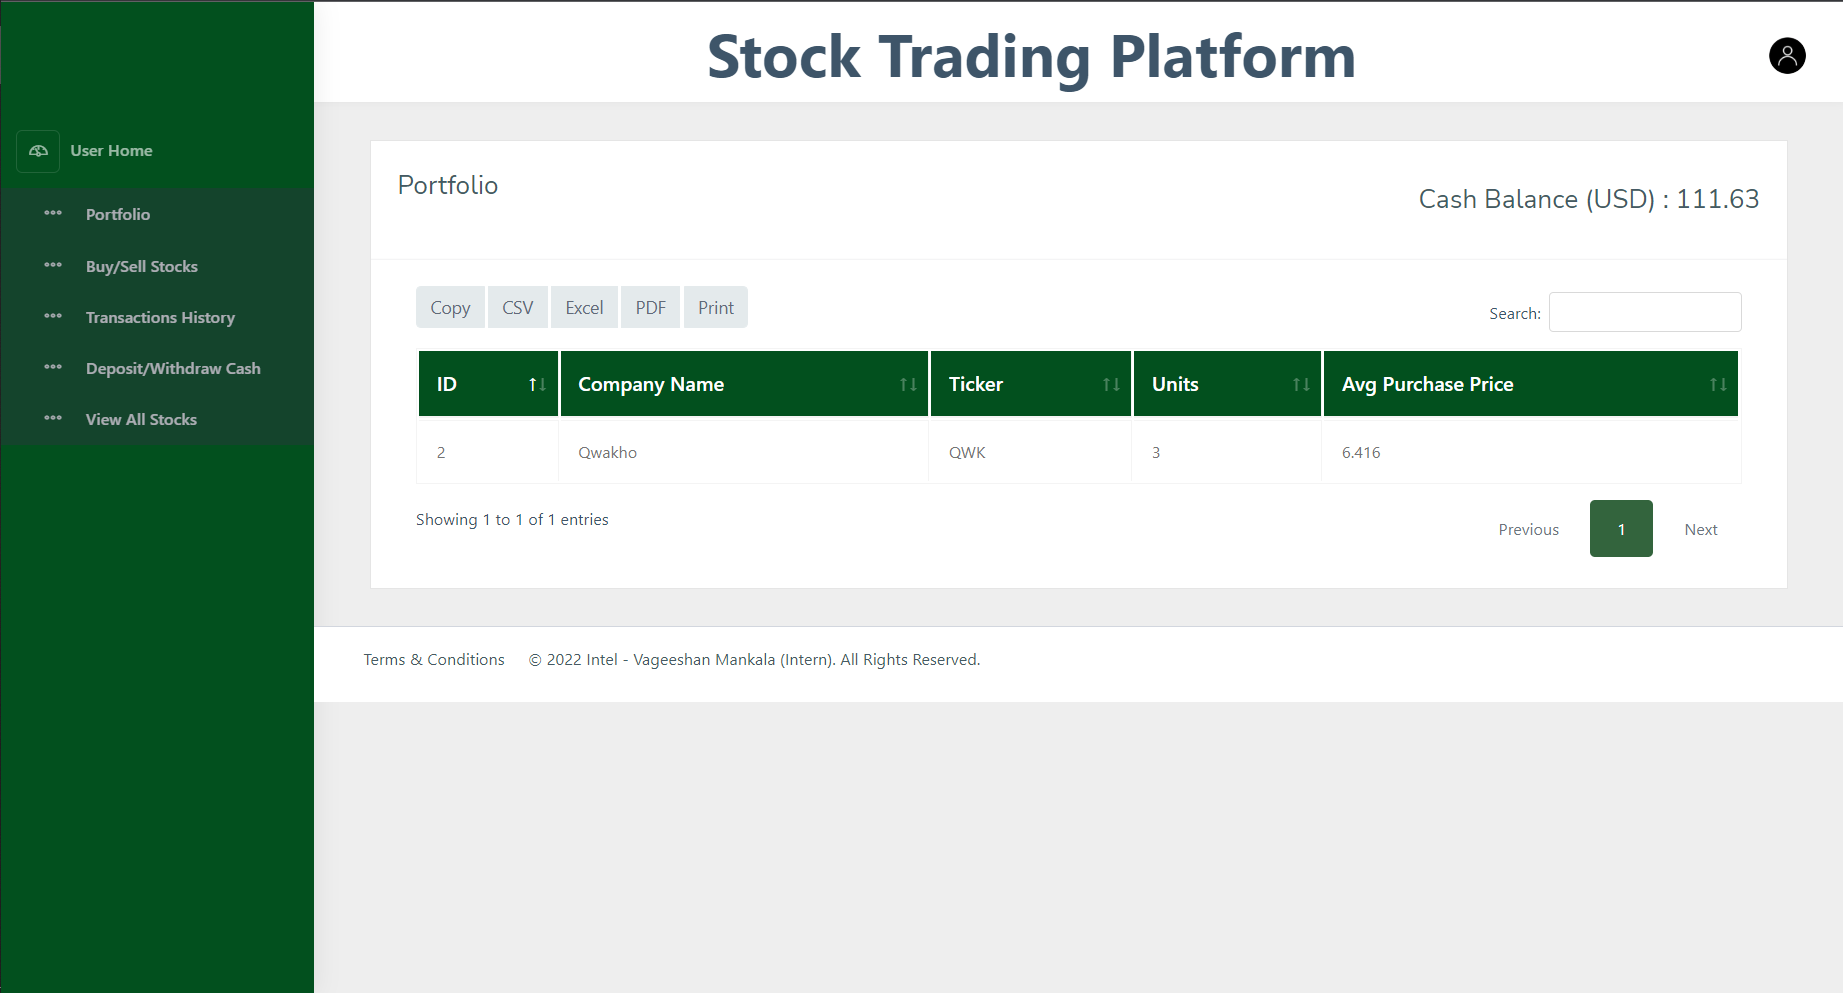 Stock Trading Platform
User Home
Portfolio
Buy/Sell Stocks
Transactions History
Deposit/Withdraw Cash
View All Stocks
Portfolio
Cash Balance (USD) : 111.63
Copy CSV Excel PDF Print
Search:
ID Company Name Ticker Units Avg Purchase Price
2 Qwakho QWK 3 6.416
Showing 1 to 1 of 1 entries
Previous 1 Next
Terms & Conditions © 2022 Intel - Vageeshan Mankala (Intern). All Rights Reserved.